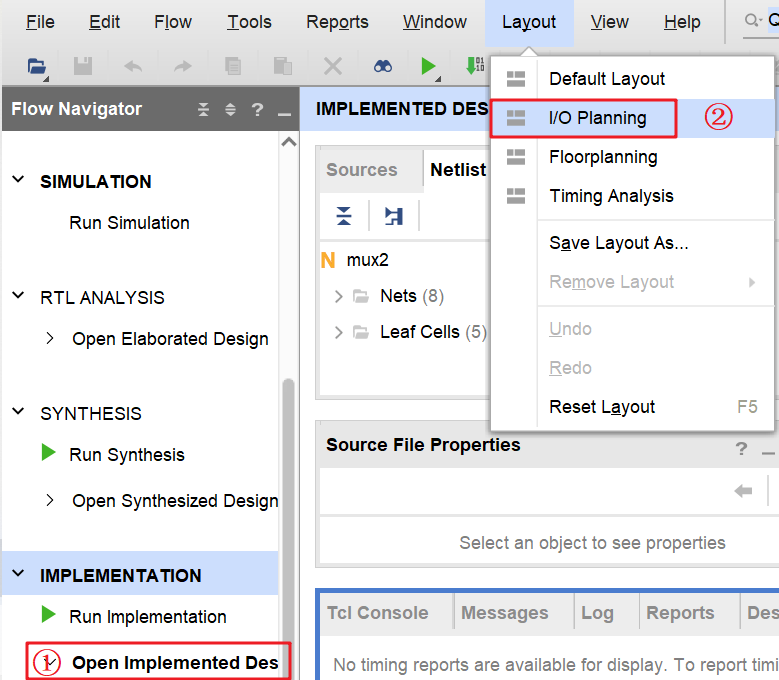 File Edit Flow Tools Reports Window Layout View Help
Flow Navigator
?
SIMULATION
Run Simulation
RTL ANALYSIS
Open Elaborated Design
SYNTHESIS
Run Synthesis
Open Synthesized Design
IMPLEMENTATION
Run Implementation
① Open Implemented Des
IMPLEMENTED DES
Sources Netlist
N mux2
Nets (8)
Leaf Cells (5)
Default Layout
I/O Planning ②
Floorplanning
Timing Analysis
Save Layout As...
Remove Layout
Undo
Redo
Reset Layout F5
Source File Properties ?
Select an object to see properties
Tcl Console Messages Log Reports Des
No timing reports are available for display. To report timi